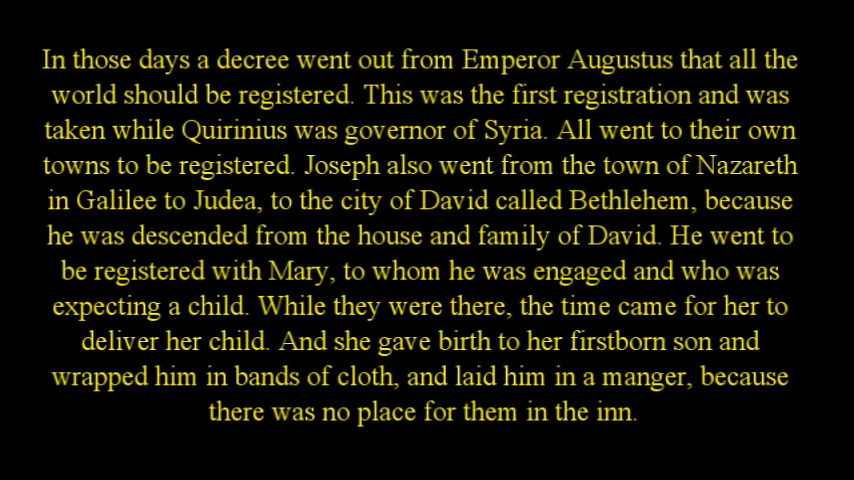 In those days a decree went out from Emperor Augustus that all the
world should be registered. This was the first registration and was
taken while Quirinius was governor of Syria. All went to their own
towns to be registered. Joseph also went from the town of Nazareth
in Galilee to Judea, to the city of David called Bethlehem, because
he was descended from the house and family of David. He went to
be registered with Mary, to whom he was engaged and who was
expecting a child. While they were there, the time came for her to
deliver her child. And she gave birth to her firstborn son and
wrapped him in bands of cloth, and laid him in a manger, because
there was no place for them in the inn.